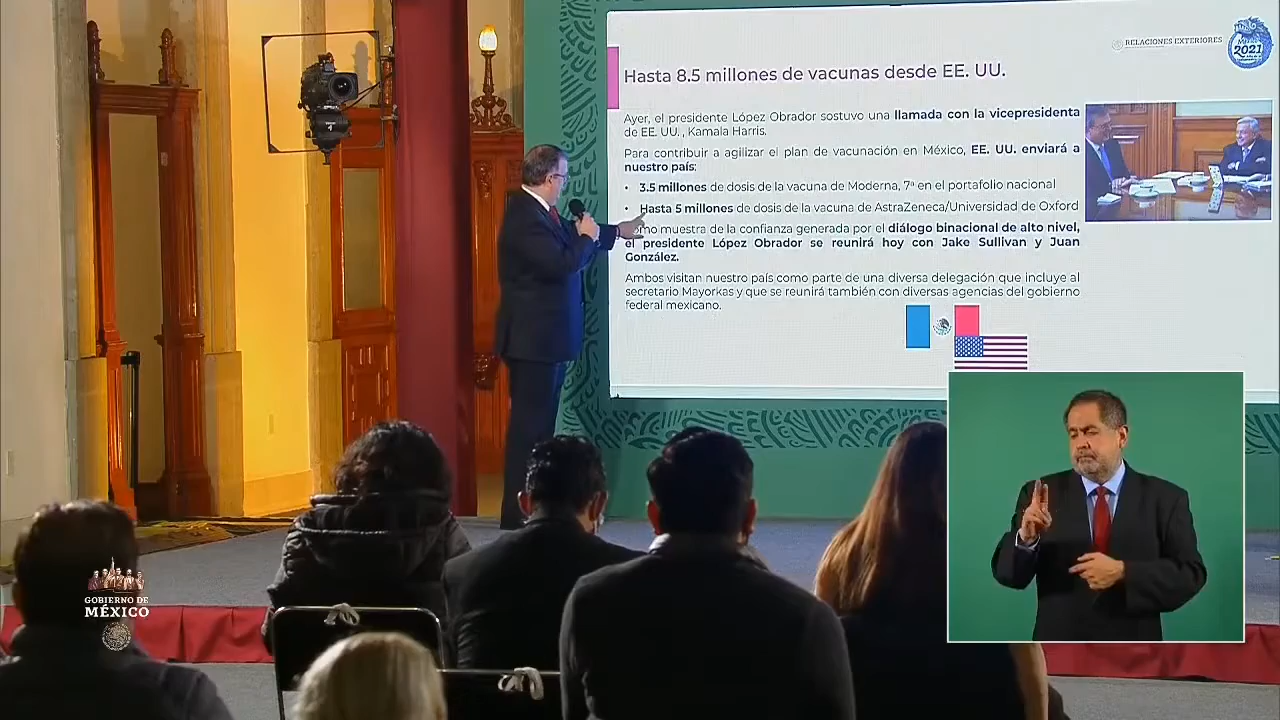 RELACIONES EXTERIORES
México
2021
Hasta 8.5 millones de vacunas desde EE. UU.
Ayer, el presidente López Obrador sostuvo una llamada con la vicepresidenta
de EE. UU. , Kamala Harris.
Para contribuir a agilizar el plan de vacunación en México, EE. UU. enviará a
nuestro país:
• 3.5 millones de dosis de la vacuna de Moderna, 7ª en el portafolio nacional
• Hasta 5 millones de dosis de la vacuna de AstraZeneca/Universidad de Oxford
omo muestra de la confianza generada por el diálogo binacional de alto nivel,
el presidente López Obrador se reunirá hoy con Jake Sullivan y Juan
González.
Ambos visitan nuestro país como parte de una diversa delegación que incluye al
secretario Mayorkas y que se reunirá también con diversas agencias del gobierno
federal mexicano.
GOBIERNO DE
MÉXICO